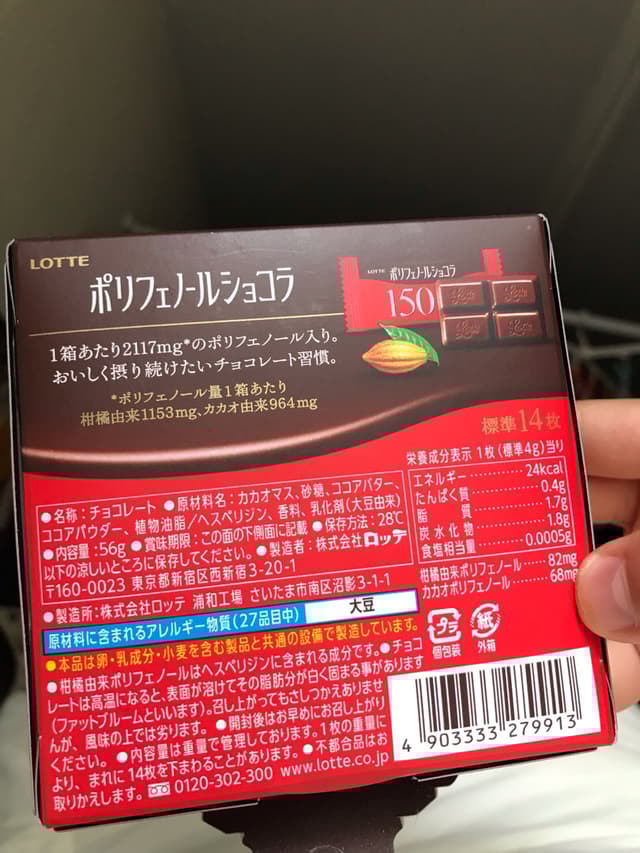 LOTTE
ポリフェノールショコラ
LOTTE ポリフェノールショコラ
150
1箱あたり2117mg*のポリフェノール入り。
おいしく摂り続けたいチョコレート習慣。
*ポリフェノール量1箱あたり
柑橘由来1153mg、カカオ由来964mg
標準14枚
栄養成分表示 1枚(標準4g)当り
エネルギー 24kcal
たんぱく質 0.4g
脂質 1.7g
炭水化物 1.8g
食塩相当量 0.0005g
柑橘由来ポリフェノール 82mg
カカオポリフェノール 68mg
●名称:チョコレート ●原材料名:カカオマス、砂糖、ココアバター、
ココアパウダー、植物油脂/ヘスペリジン、香料、乳化剤(大豆由来)
●内容量:56g ●賞味期限:この面の下側面に記載 ●保存方法:28℃
以下の涼しいところに保存してください。 ●製造者:株式会社ロッテ
〒160-0023 東京都新宿区西新宿3-20-1
●製造所:株式会社ロッテ 浦和工場 さいたま市南区沼影3-1-1
原材料に含まれるアレルギー物質(27品目中) 大豆
●本品は卵・乳成分・小麦を含む製品と共通の設備で製造しています。
●柑橘由来ポリフェノールはヘスペリジンに含まれる成分です。●チョコ
レートは高温になると、表面が溶けてその脂肪分が白く固まる事があります
(ファットブルームといいます)。召し上がってもさしつかえありませ
んが、風味の上では劣ります。 ●開封後はお早めにお召し上がり
ください。 ●内容量は重量で管理しております。1枚の重量に
より、まれに14枚を下まわることがあります。 ●不都合品はお
取りかえします。 0120-302-300 www.lotte.co.jp
プラ
個包装
紙
外箱
4 903333 279913
Lotte
Lotte
Lotte
Lotte